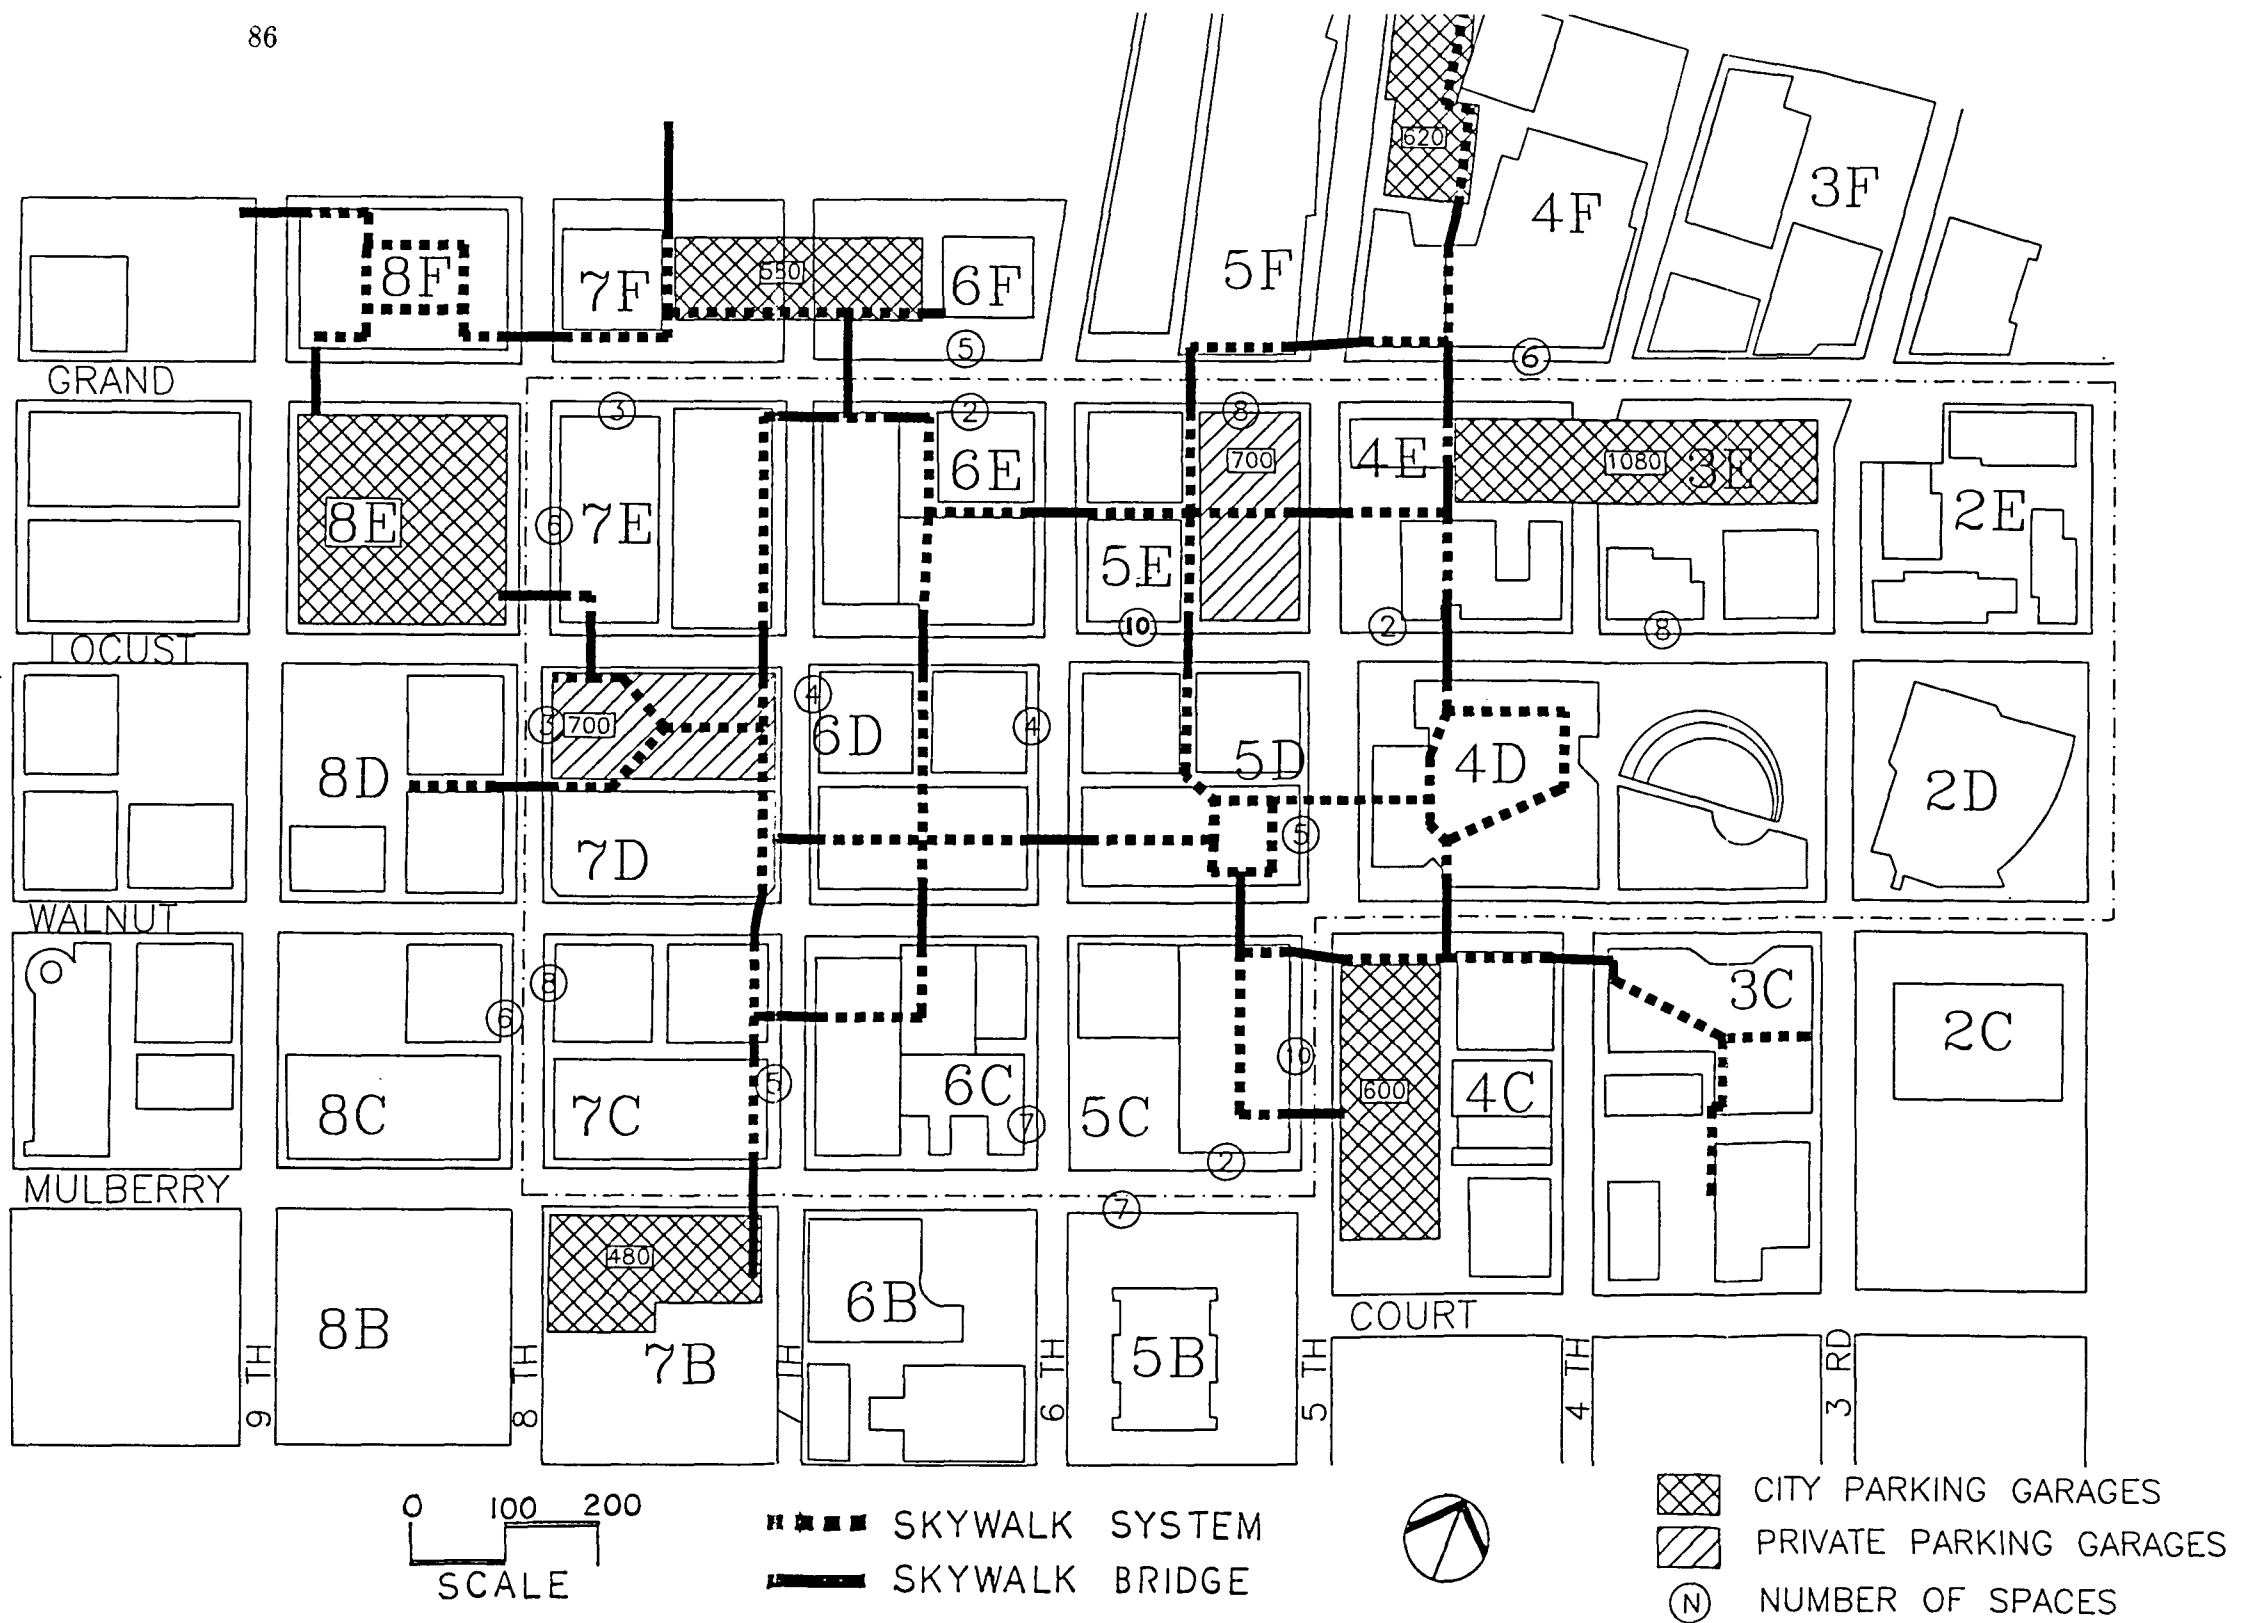 86
620
3F
4F
530
8F
7F
6F
5F
5
6
GRAND
3
2
8
700
4E
1080
3E
6E
8E
6
7E
2E
5E
10
2
8
LOCUST
4
3
700
6D
4
5D
4D
8D
2D
5
7D
WALNUT
8
6
3C
2C
10
5
6C
600
4C
8C
7C
7
5C
2
MULBERRY
7
480
6B
8B
COURT
7B
5B
9 TH
8 TH
TH
6 TH
5 TH
4 TH
3 RD
0 100 200
SCALE
SKYWALK SYSTEM
SKYWALK BRIDGE
CITY PARKING GARAGES
PRIVATE PARKING GARAGES
N NUMBER OF SPACES